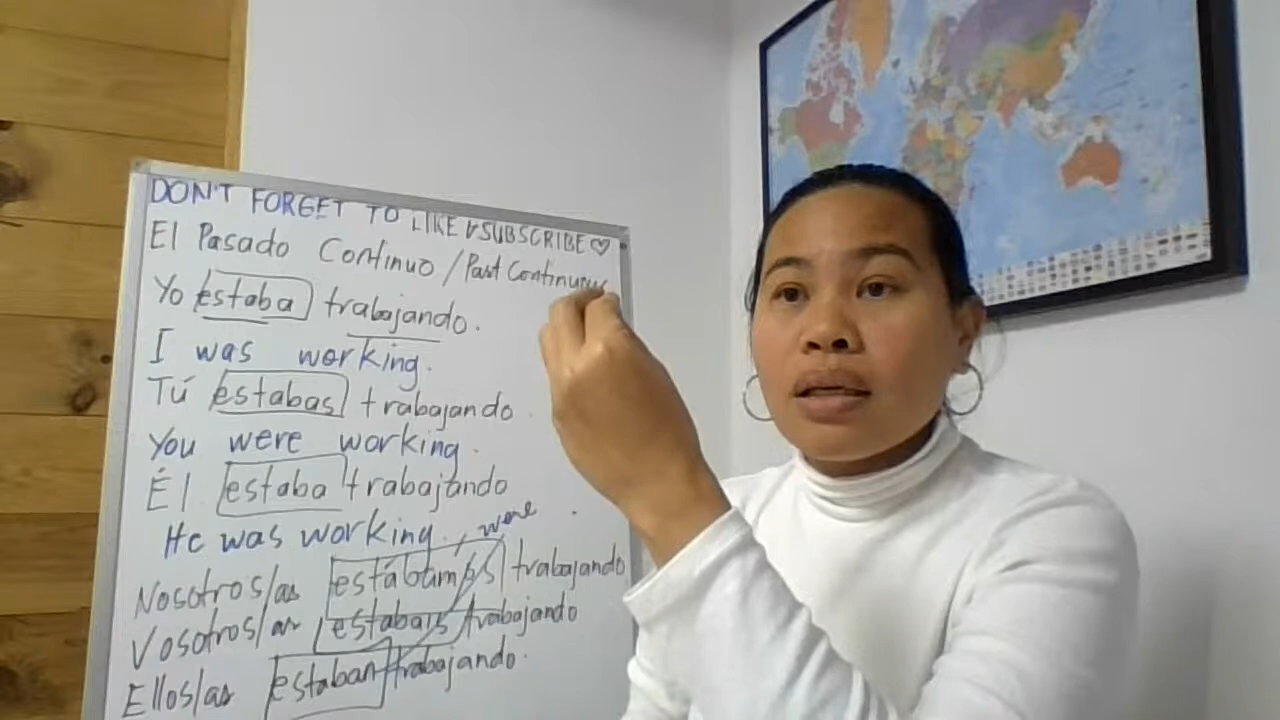 DON'T FORGET TO LIKE & SUBSCRIBE ♡
El Pasado Continuo / Past Continuous
Yo estaba trabajando.
I was working.
Tú estabas trabajando.
You were working.
Él estaba trabajando
He was working. were
Nosotros/as estábamos trabajando
Vosotros/as estabais trabajando
Ellos/as estaban trabajando.